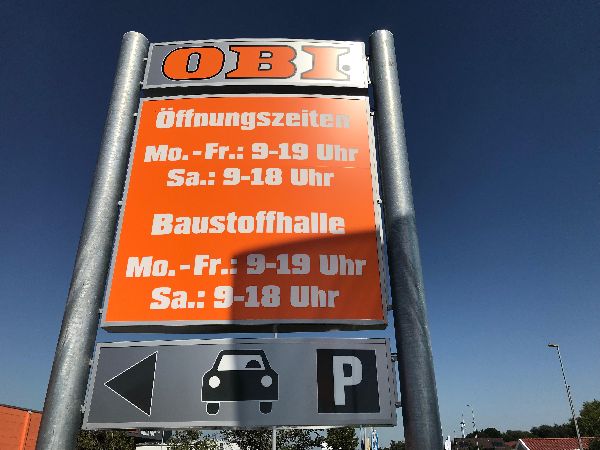 OBI
Öffnungszeiten
Mo.-Fr.: 9-19 Uhr
Sa.: 9-18 Uhr
Baustoffhalle
Mo.-Fr.: 9-19 Uhr
Sa.: 9-18 Uhr
P